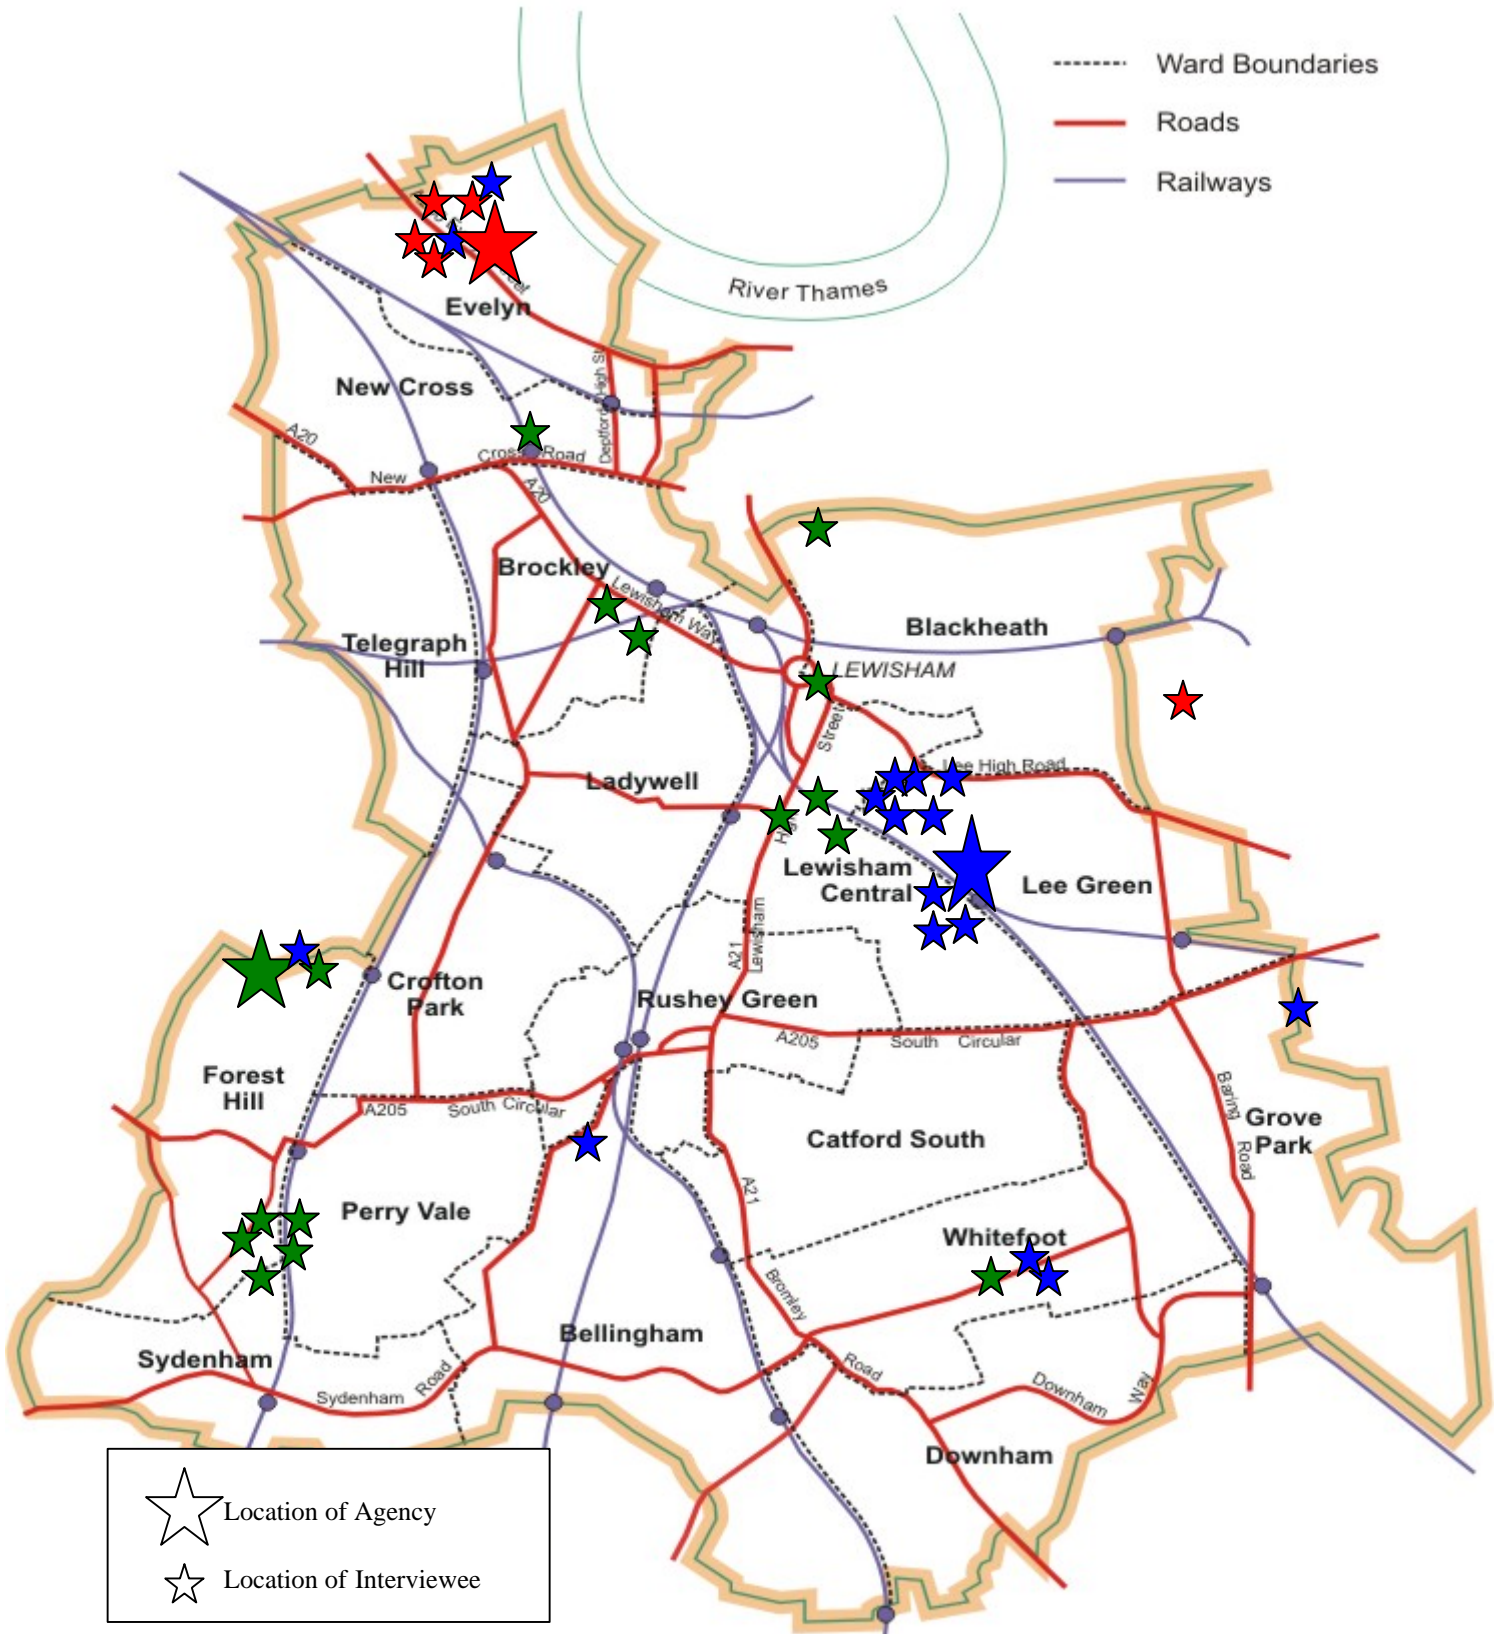 Ward Boundaries
Roads
Railways
River Thames
Evelyn
New Cross
Deptford High St
A20
New
Cross
Road
A20
Brockley
Lewisham Way
Telegraph
Hill
Blackheath
LEWISHAM
Street
Lee High Road
Ladywell
High
Lewisham
Central
Lee Green
A21
Lewisham
Crofton
Park
Rushey Green
A205
South Circular
Forest
Hill
A205
South Circular
Baring
Road
Grove
Park
Catford South
A21
Perry Vale
Whitefoot
Bromley
Road
Bellingham
Sydenham
Sydenham
Road
Downham
Way
Downham
Location of Agency
Location of Interviewee